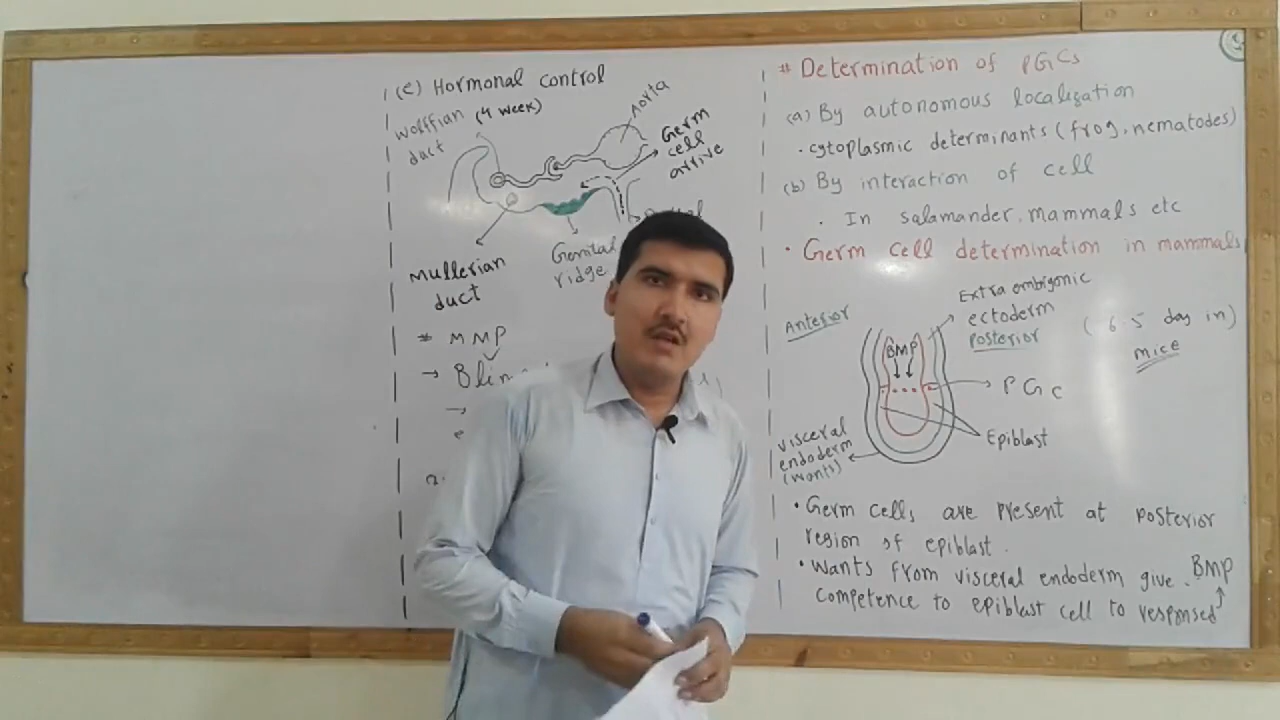 (c) Hormonal control
Wolffian (4 week)
duct
Aorta
Germ
cell
arrive
Genital
ridge
Mullerian
duct
* MMP
→ Blim
→
# Determination of PGCs
(a) By autonomous localization
• cytoplasmic determinants (frog, nematodes)
(b) By interaction of cell
• In salamander, mammals etc
• Germ cell determination in mammals
Anterior
Extra embryonic
ectoderm
Posterior
(6.5 day in)
mice
BMP
→ PGC
Epiblast
visceral
endoderm
(wants)
• Germ cells are present at posterior
region of epiblast.
• Wants from visceral endoderm give
competence to epiblast cell to responsed
BMP